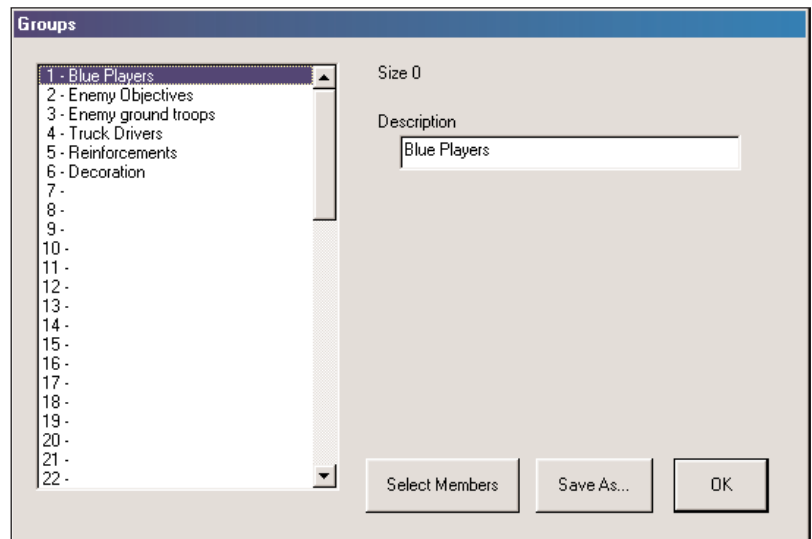 Groups
1 - Blue Players
2 - Enemy Objectives
3 - Enemy ground troops
4 - Truck Drivers
5 - Reinforcements
6 - Decoration
7 -
8 -
9 -
10 -
11 -
12 -
13 -
14 -
15 -
16 -
17 -
18 -
19 -
20 -
21 -
22 -
Size 0
Description
Blue Players
Select Members
Save As...
OK